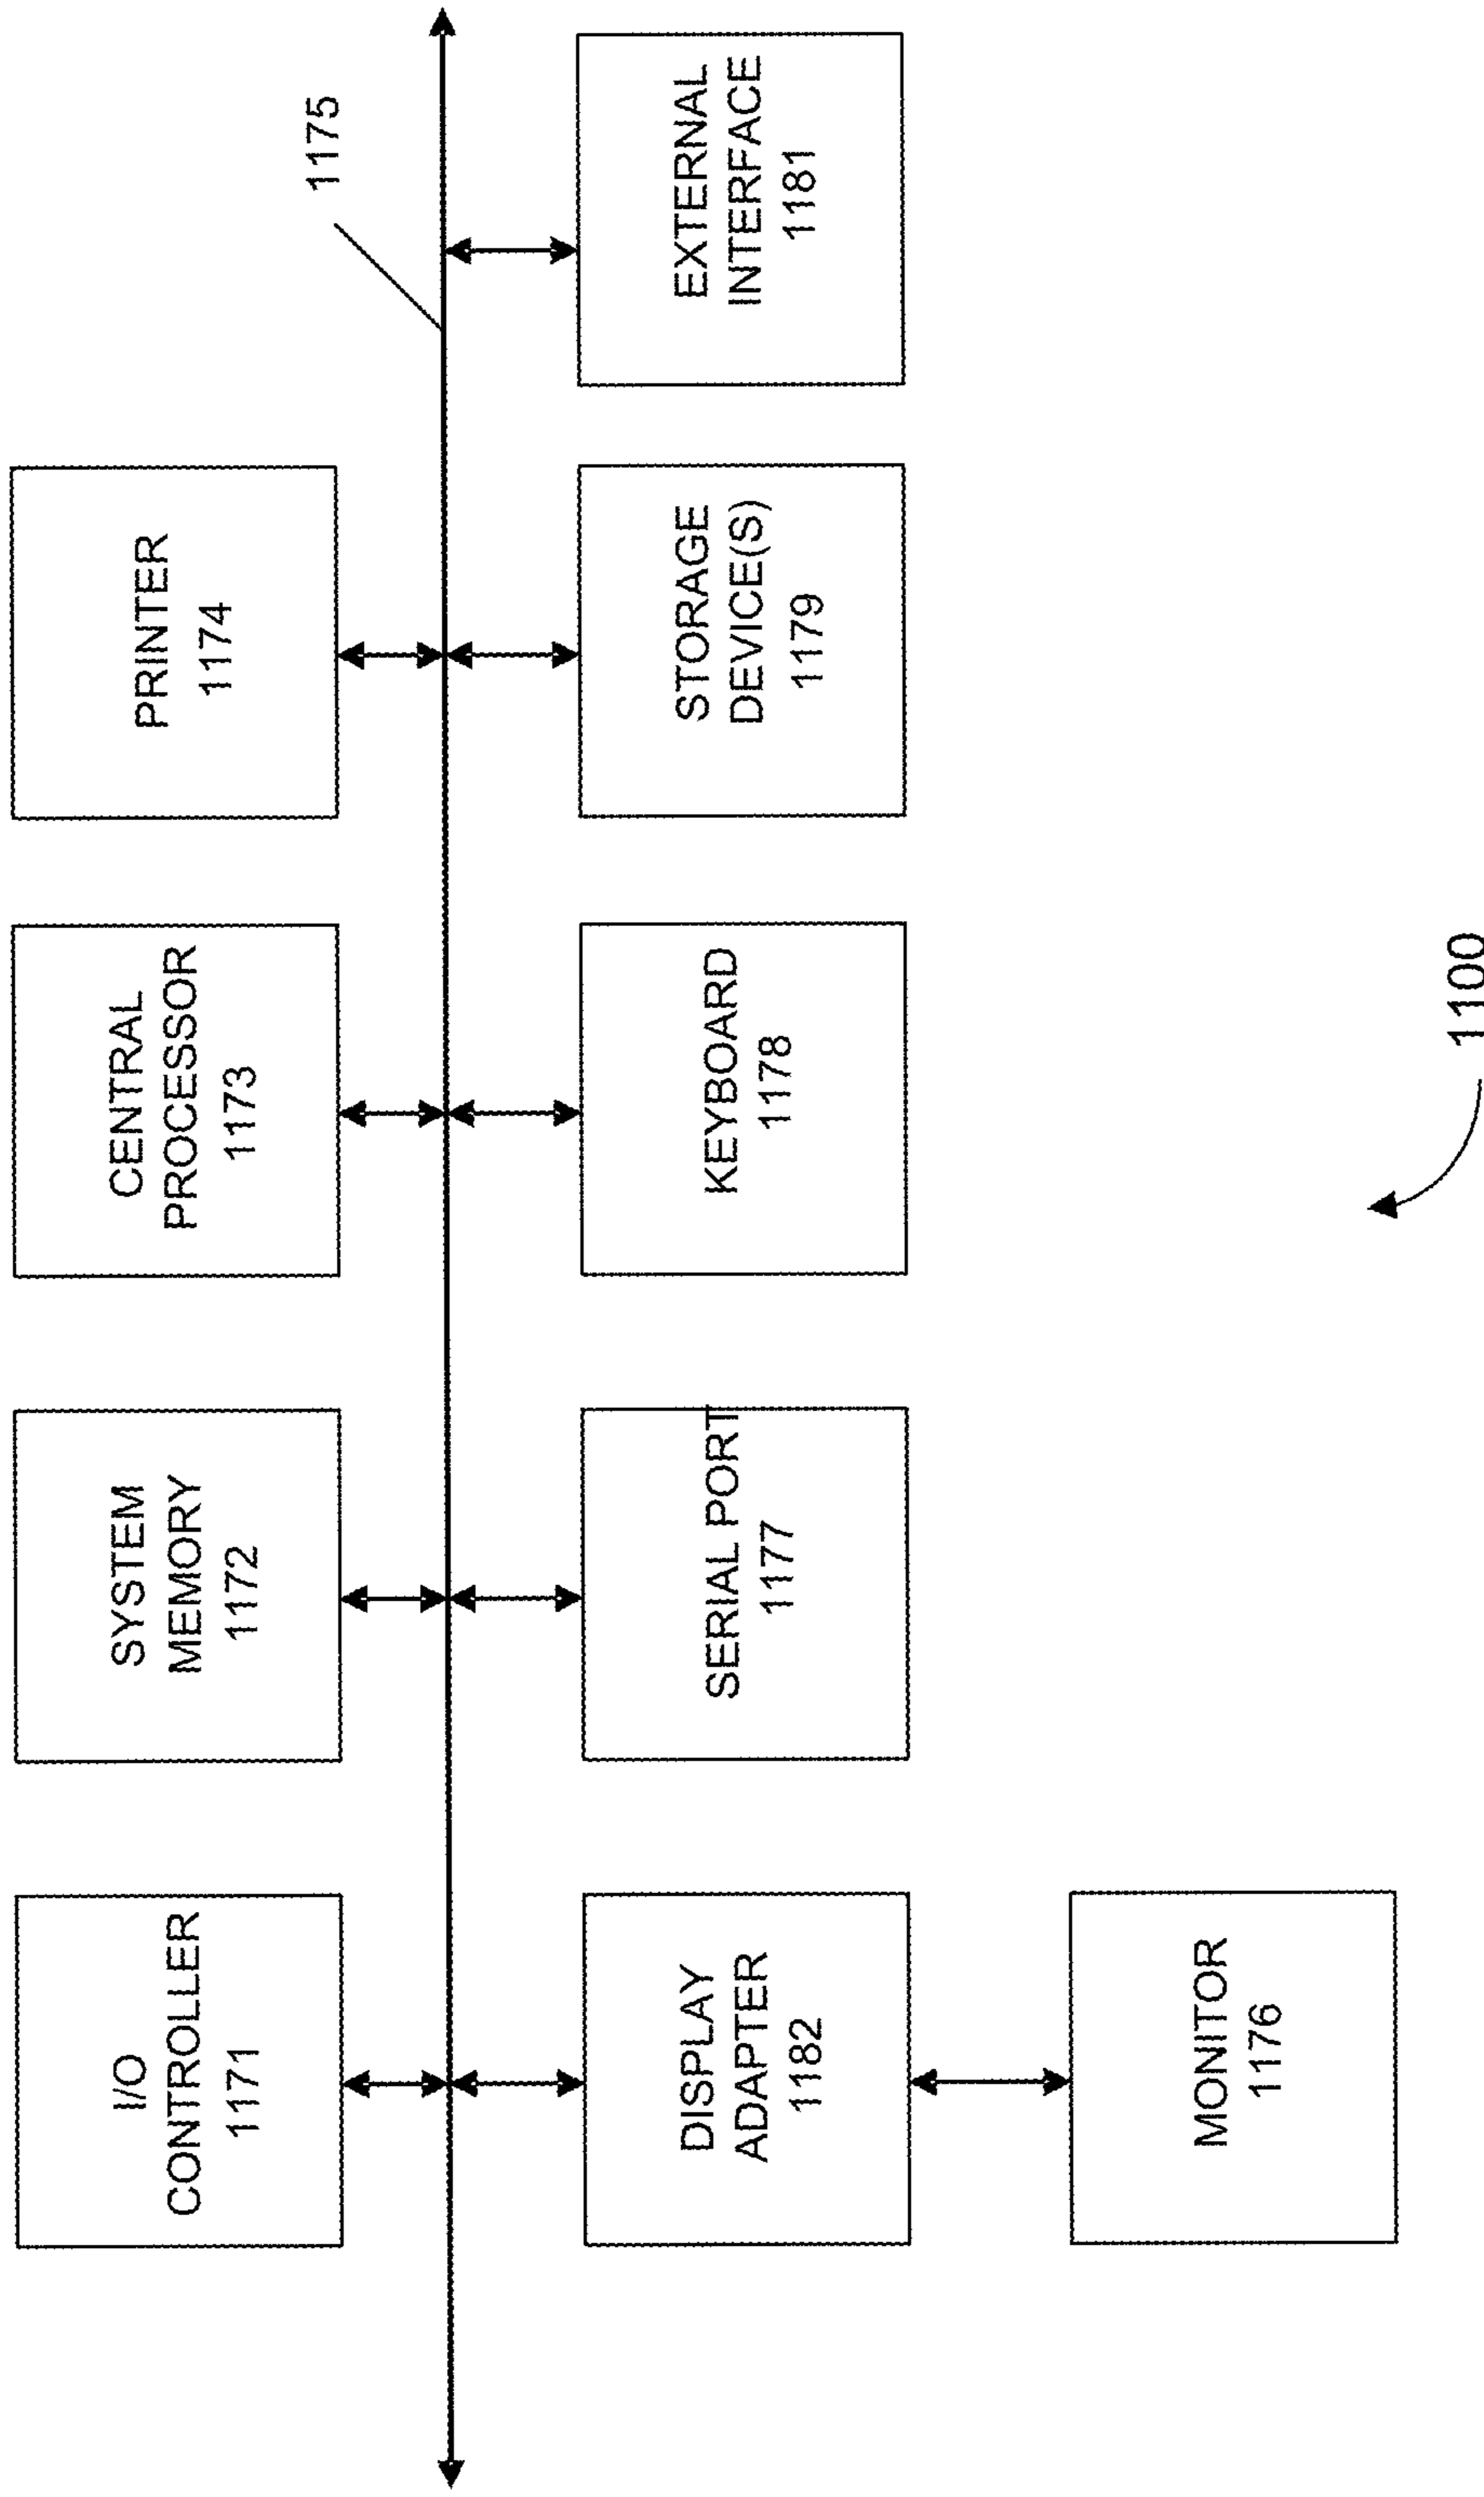 I/O
CONTROLLER
1171
SYSTEM
MEMORY
1172
CENTRAL
PROCESSOR
1173
PRINTER
1174
1175
DISPLAY
ADAPTER
1182
SERIAL PORT
1177
KEYBOARD
1178
STORAGE
DEVICE(S)
1179
EXTERNAL
INTERFACE
1181
MONITOR
1176
1100